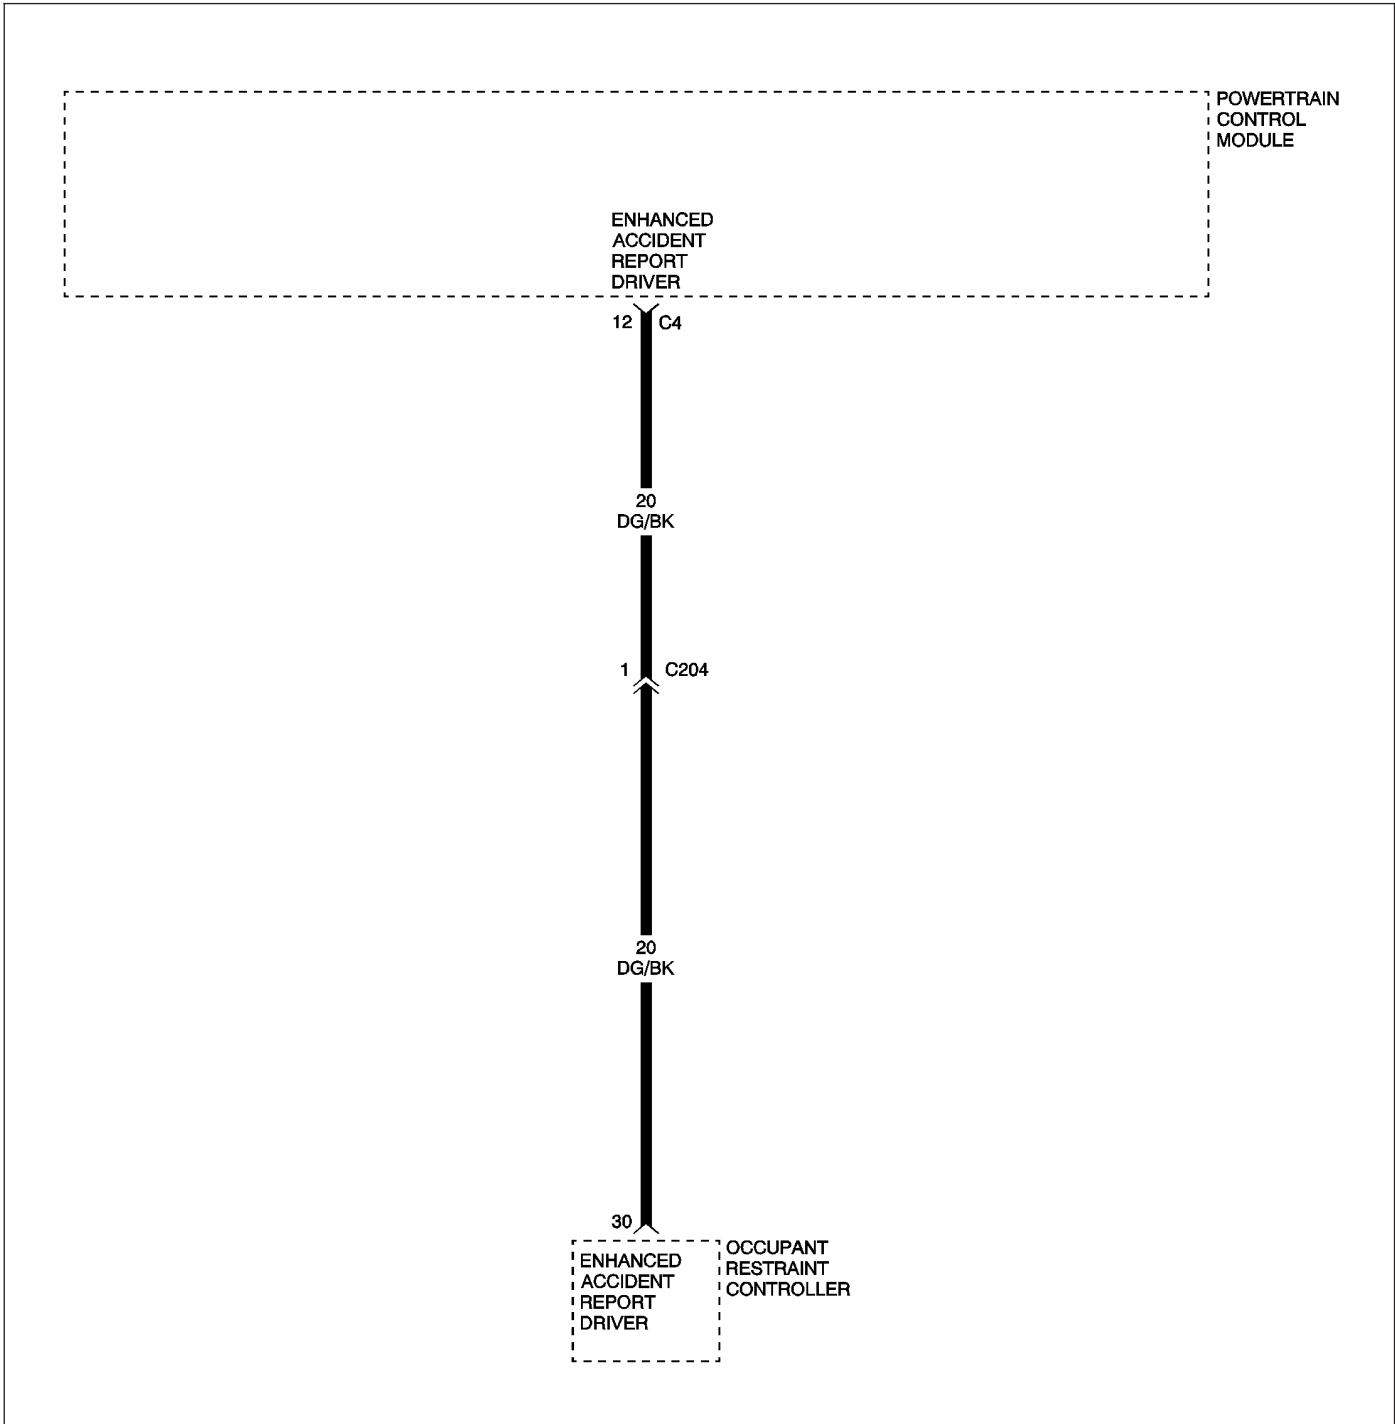 POWERTRAIN
CONTROL
MODULE
ENHANCED
ACCIDENT
REPORT
DRIVER
12 C4
20
DG/BK
1 C204
20
DG/BK
30
ENHANCED
ACCIDENT
REPORT
DRIVER
OCCUPANT
RESTRAINT
CONTROLLER